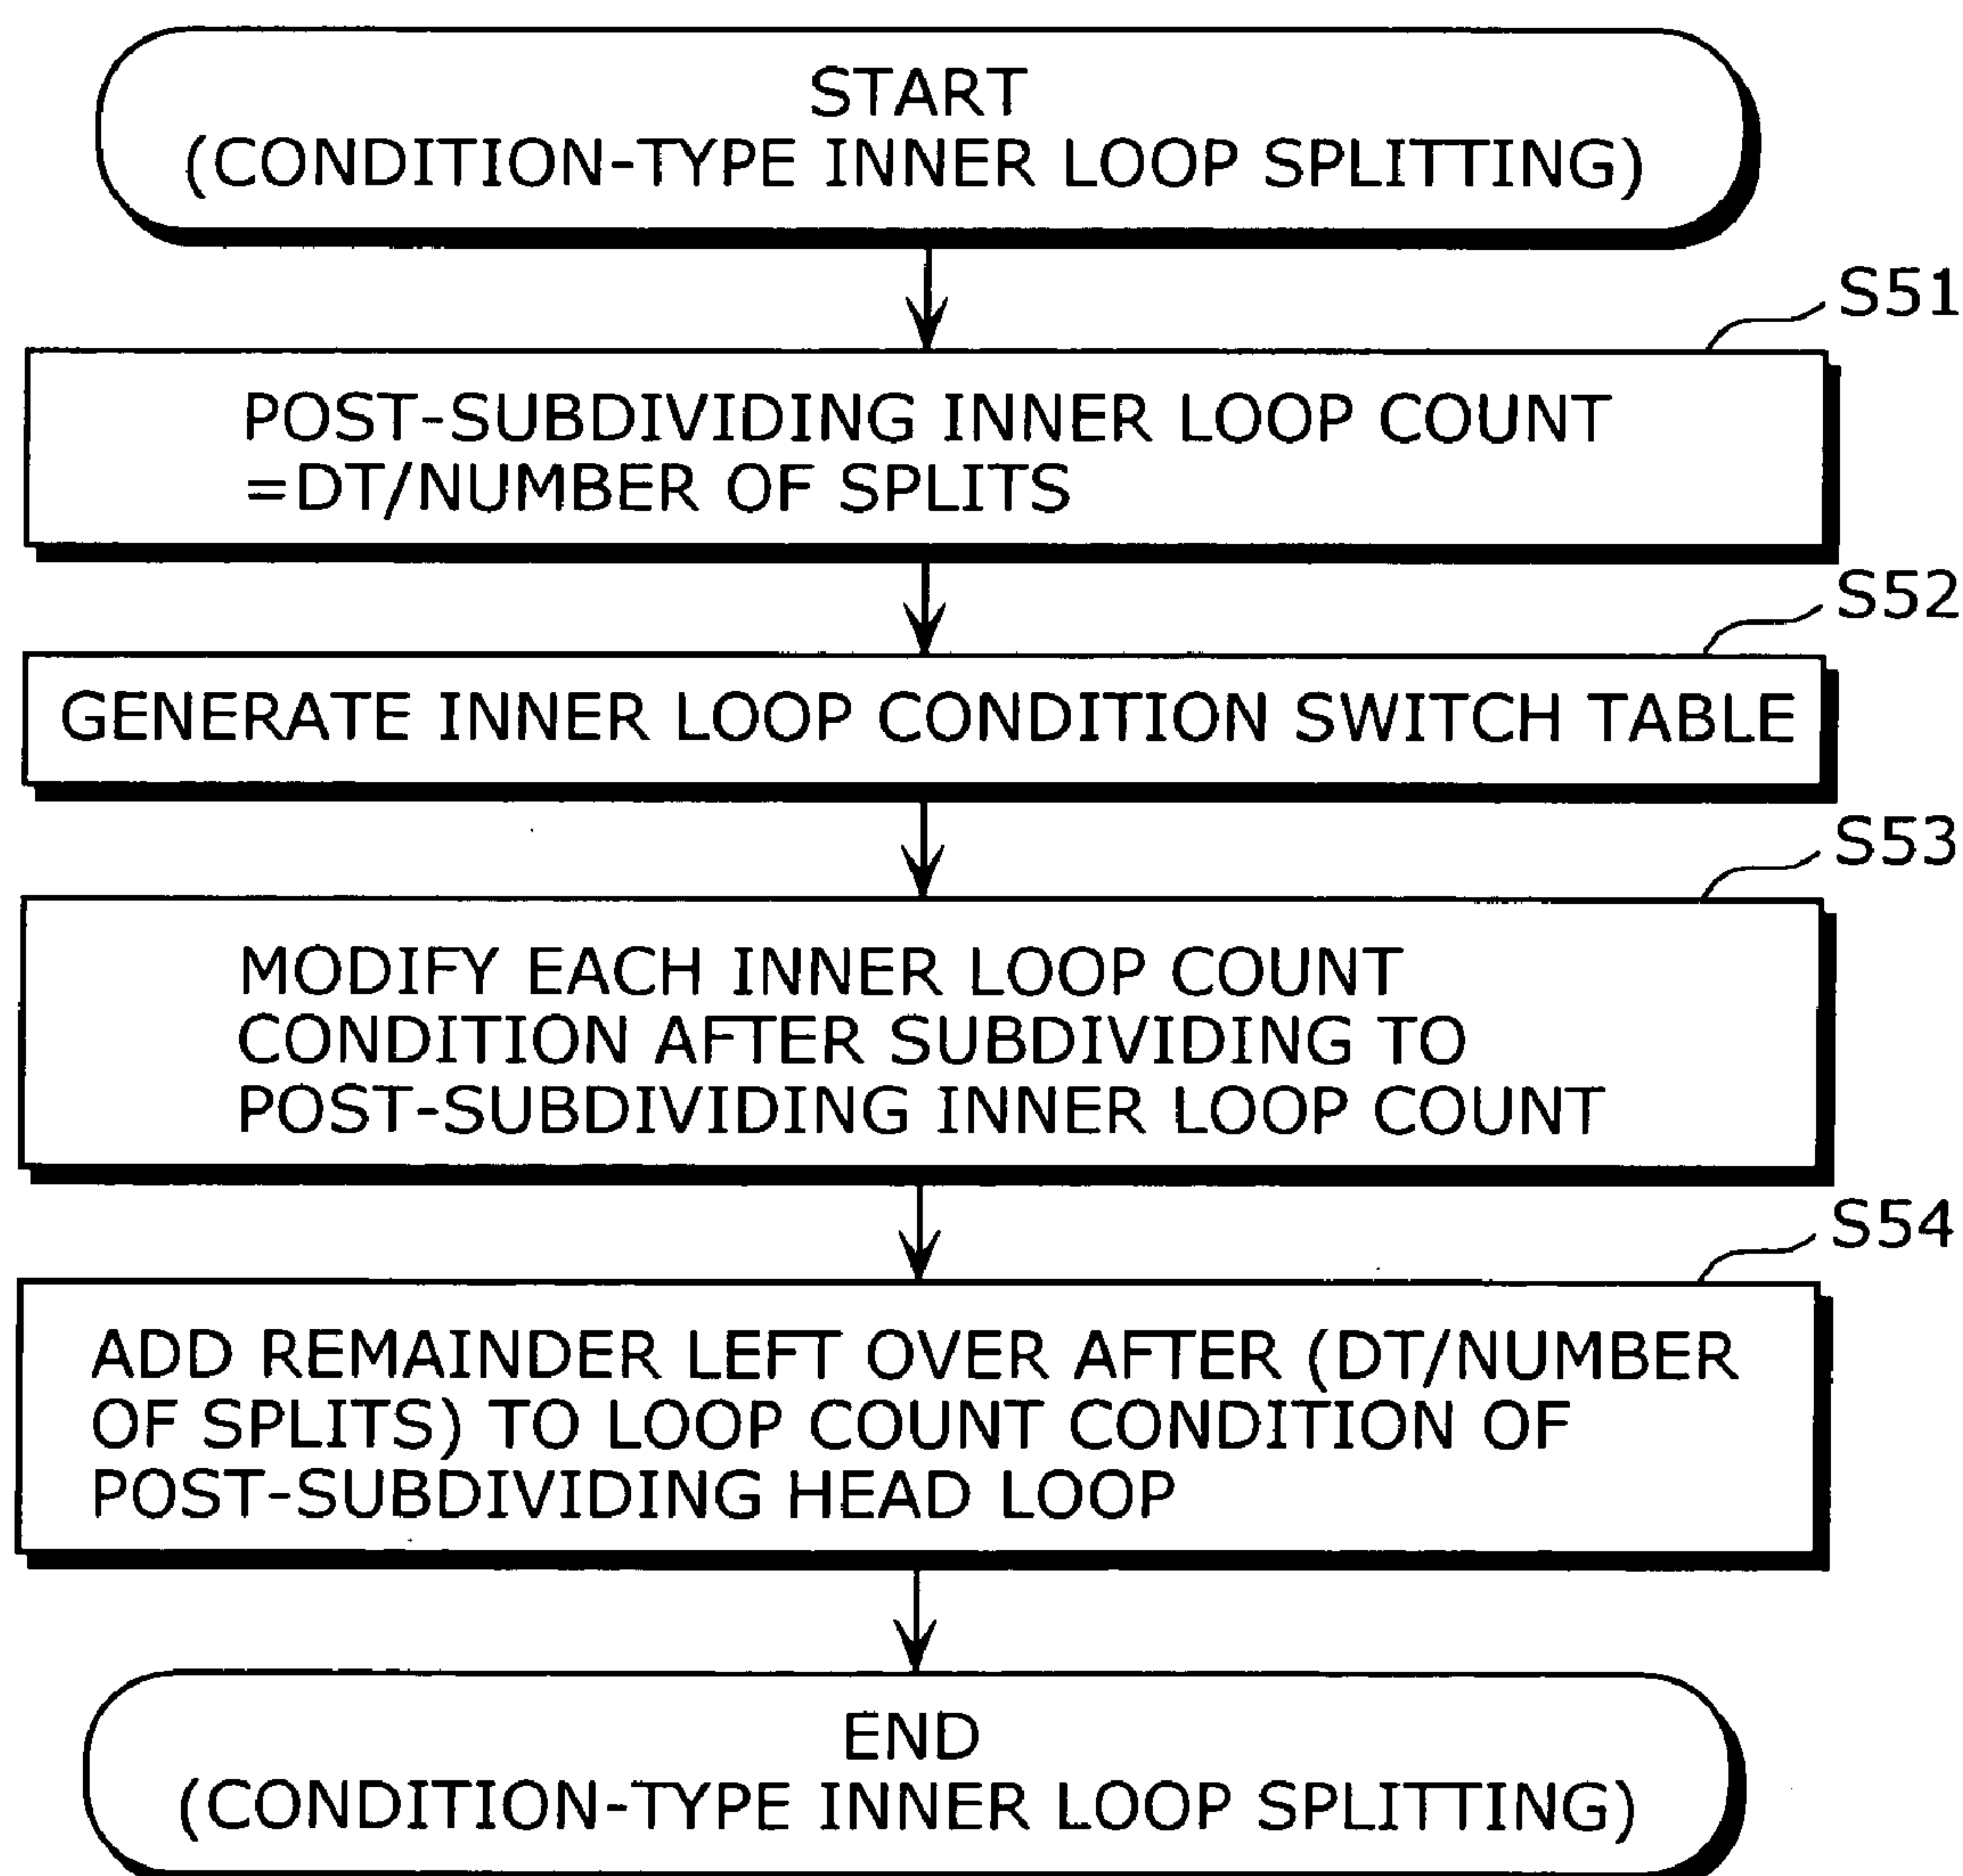 START
(CONDITION-TYPE INNER LOOP SPLITTING)
S51
POST-SUBDIVIDING INNER LOOP COUNT
=DT/NUMBER OF SPLITS
S52
GENERATE INNER LOOP CONDITION SWITCH TABLE
S53
MODIFY EACH INNER LOOP COUNT
CONDITION AFTER SUBDIVIDING TO
POST-SUBDIVIDING INNER LOOP COUNT
S54
ADD REMAINDER LEFT OVER AFTER (DT/NUMBER
OF SPLITS) TO LOOP COUNT CONDITION OF
POST-SUBDIVIDING HEAD LOOP
END
(CONDITION-TYPE INNER LOOP SPLITTING)